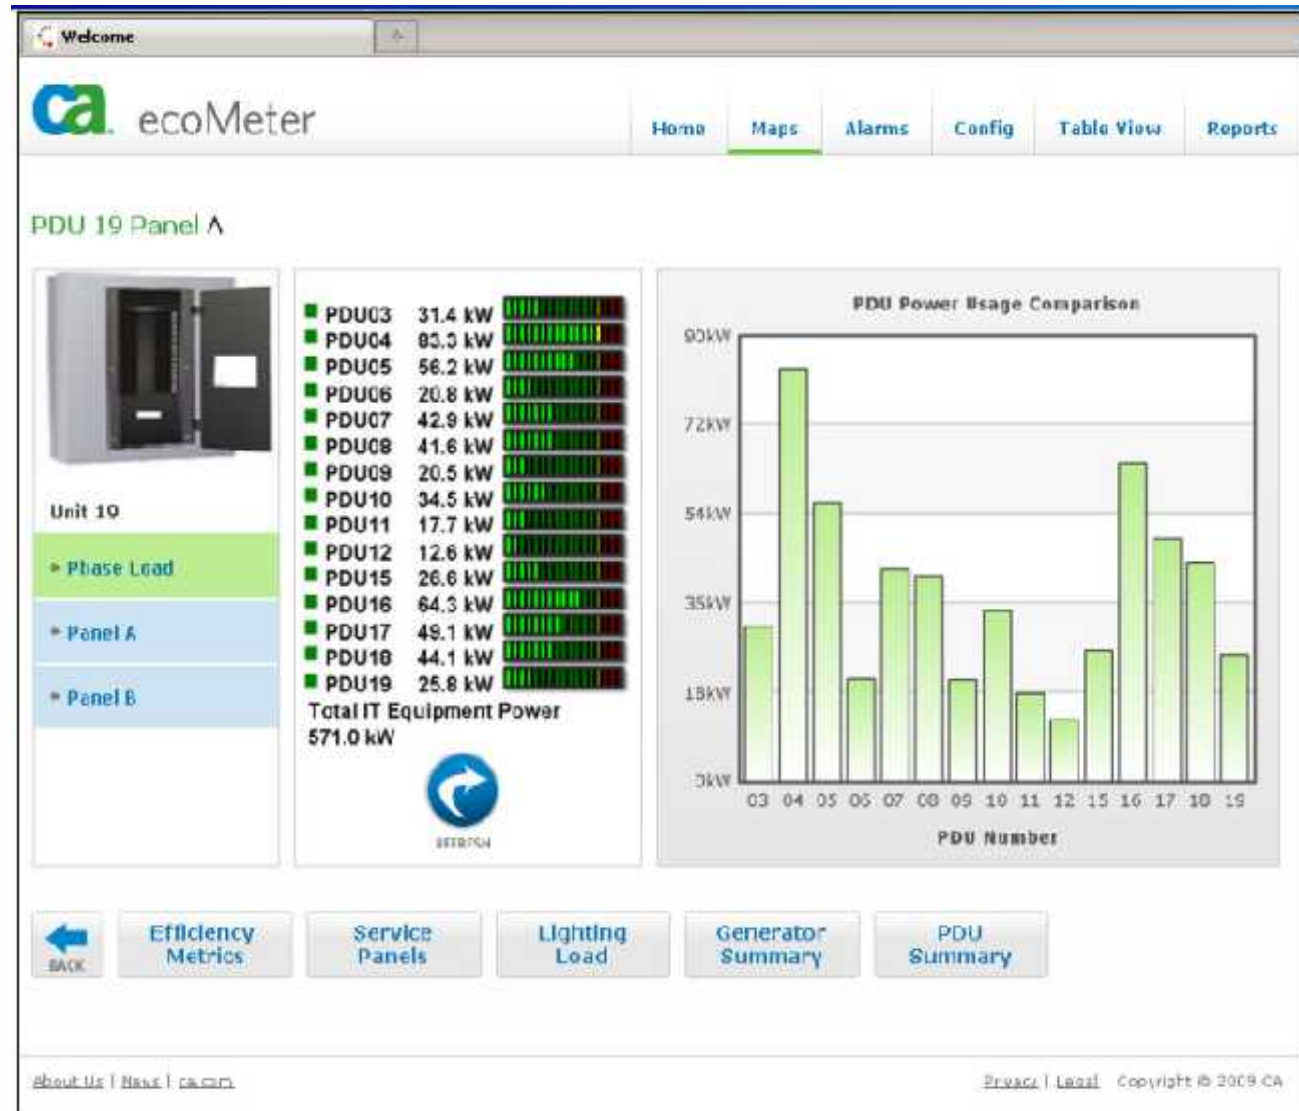 Welcome
ca. ecoMeter
Home Maps Alarms Config Table View Reports
PDU 19 Panel A
Unit 19
Phase Load
Panel A
Panel B
PDU03 31.4 kW
PDU04 83.3 kW
PDU05 56.2 kW
PDU06 20.8 kW
PDU07 42.9 kW
PDU08 41.6 kW
PDU09 20.5 kW
PDU10 34.5 kW
PDU11 17.7 kW
PDU12 12.6 kW
PDU15 26.6 kW
PDU16 64.3 kW
PDU17 49.1 kW
PDU18 44.1 kW
PDU19 25.8 kW
Total IT Equipment Power
571.0 kW
REFRESH
PDU Power Usage Comparison
90kW
72kW
54kW
36kW
18kW
0kW
03 04 05 06 07 08 09 10 11 12 15 16 17 18 19
PDU Number
BACK
Efficiency
Metrics
Service
Panels
Lighting
Load
Generator
Summary
PDU
Summary
About Us | News | ca.com
Privacy | Legal Copyright © 2009 CA